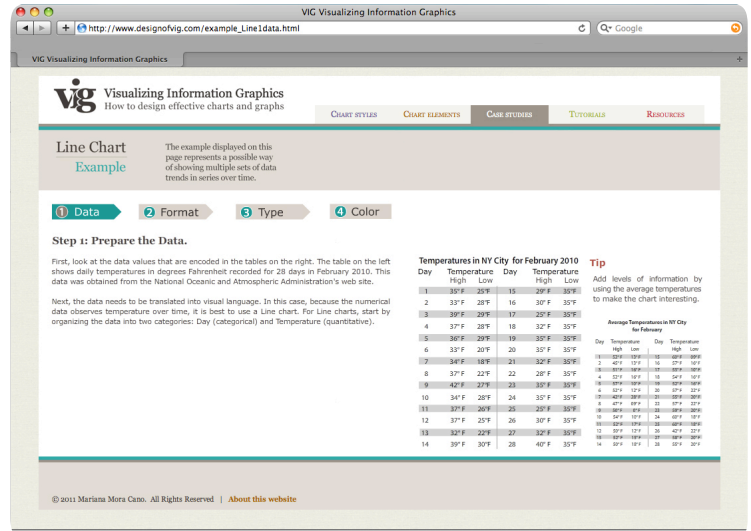 VIG Visualizing Information Graphics
http://www.designofvig.com/example_Line1data.html
Google
VIG Visualizing Information Graphics
vig
Visualizing Information Graphics
How to design effective charts and graphs
Chart styles Chart elements Case studies Tutorials Resources
Line Chart
Example
The example displayed on this
page represents a possible way
of showing multiple sets of data
trends in series over time.
1 Data 2 Format 3 Type 4 Color
Step 1: Prepare the Data.
First, look at the data values that are encoded in the tables on the right. The table on the left
shows daily temperatures in degrees Fahrenheit recorded for 28 days in February 2010. This
data was obtained from the National Oceanic and Atmospheric Administration's web site.
Next, the data needs to be translated into visual language. In this case, because the numerical
data observes temperature over time, it is best to use a Line chart. For Line charts, start by
organizing the data into two categories: Day (categorical) and Temperature (quantitative).
Temperatures in NY City for February 2010
Day Temperature Day Temperature
High Low High Low
1 35° F 25°F 15 29° F 35°F
2 33° F 28°F 16 30° F 35°F
3 39° F 29°F 17 25° F 35°F
4 37° F 28°F 18 32° F 35°F
5 36° F 29°F 19 35° F 35°F
6 33° F 20°F 20 35° F 35°F
7 34° F 18°F 21 32° F 35°F
8 37° F 22°F 22 28° F 35°F
9 42° F 27°F 23 35° F 35°F
10 34° F 28°F 24 35° F 35°F
11 37° F 26°F 25 25° F 35°F
12 37° F 25°F 26 30° F 35°F
13 32° F 22°F 27 32° F 35°F
14 39° F 30°F 28 40° F 35°F
Tip
Add levels of information by
using the average temperatures
to make the chart interesting.
Average Temperatures in NY City
for February
Day Temperature Day Temperature
High Low High Low
© 2011 Mariana Mora Cano. All Rights Reserved | About this website